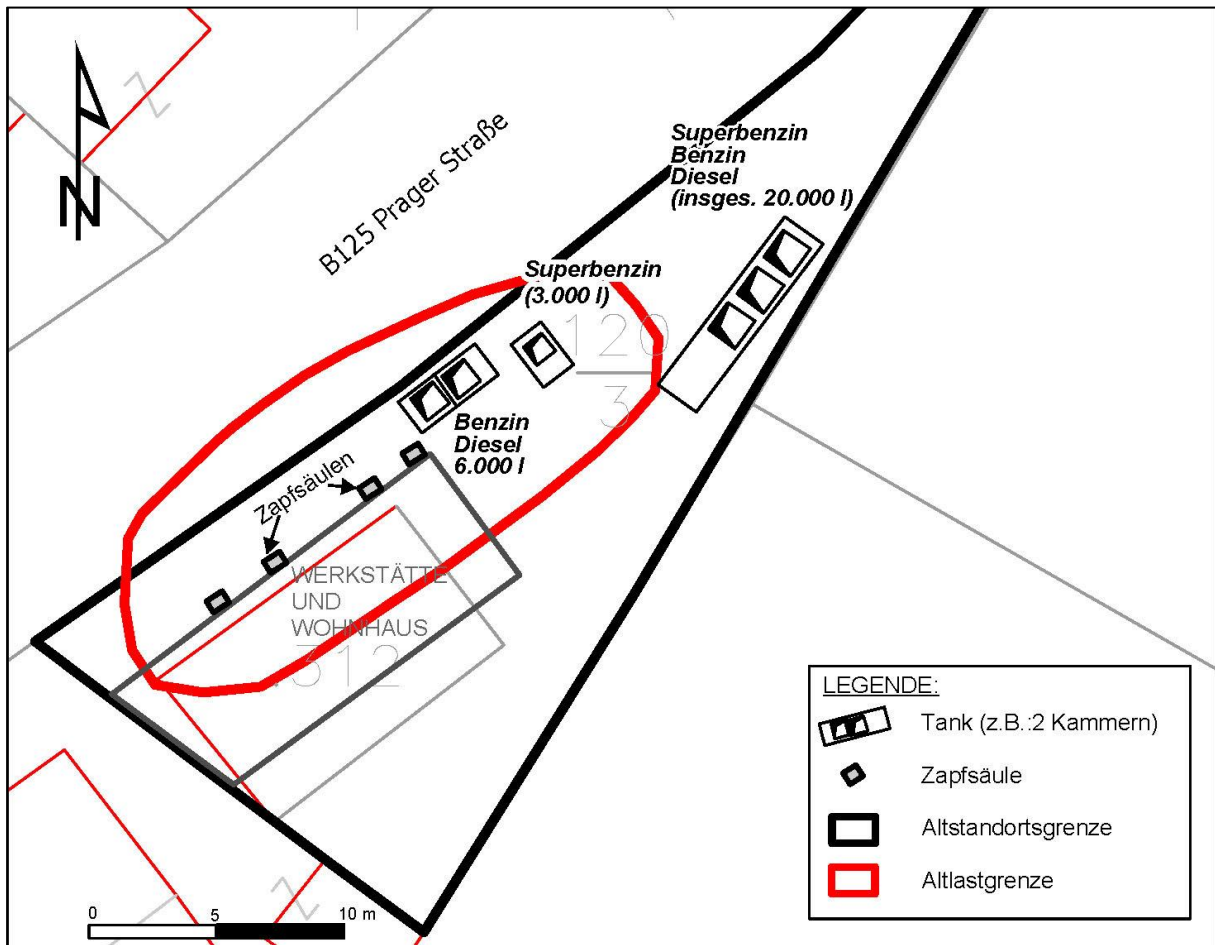 Z
N
B125 Prager Straße
Superbenzin
Benzin
Diesel
(insges. 20.000 l)
Superbenzin
(3.000 l)
120
3
Benzin
Diesel
6.000 l
Zapfsäulen
WERKSTÄTTE
UND
WOHNHAUS
.312
LEGENDE:
Tank (z.B.:2 Kammern)
Zapfsäule
Altstandortsgrenze
Altlastgrenze
Z
0 5 10 m